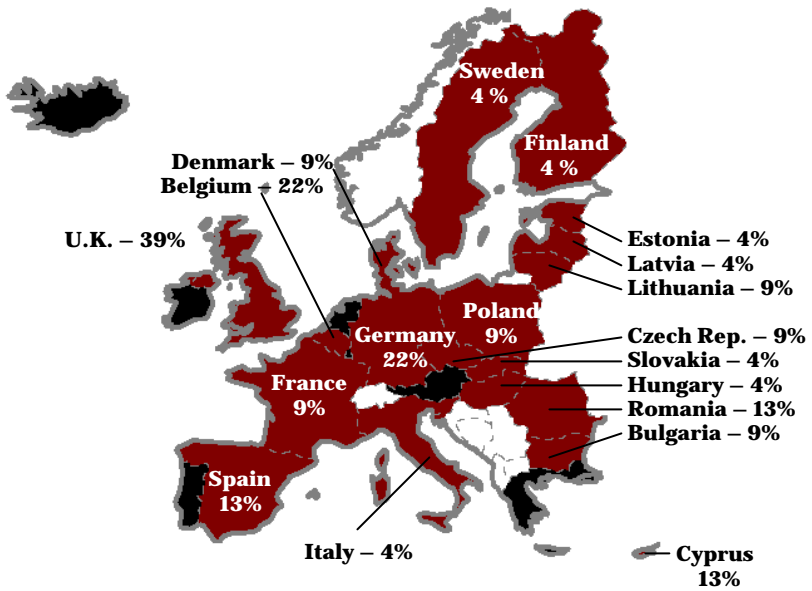 Sweden
4 %
Finland
4 %
Denmark – 9%
Belgium – 22%
U.K. – 39%
Estonia – 4%
Latvia – 4%
Lithuania – 9%
Poland
9%
Germany
22%
Czech Rep. – 9%
Slovakia – 4%
Hungary – 4%
Romania – 13%
Bulgaria – 9%
France
9%
Spain
13%
Italy – 4%
Cyprus
13%